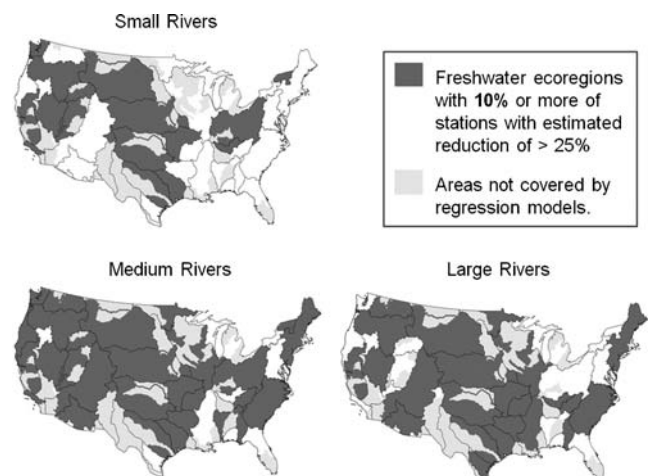 Small Rivers
Freshwater ecoregions
with 10% or more of
stations with estimated
reduction of > 25%
Areas not covered by
regression models.
Medium Rivers
Large Rivers